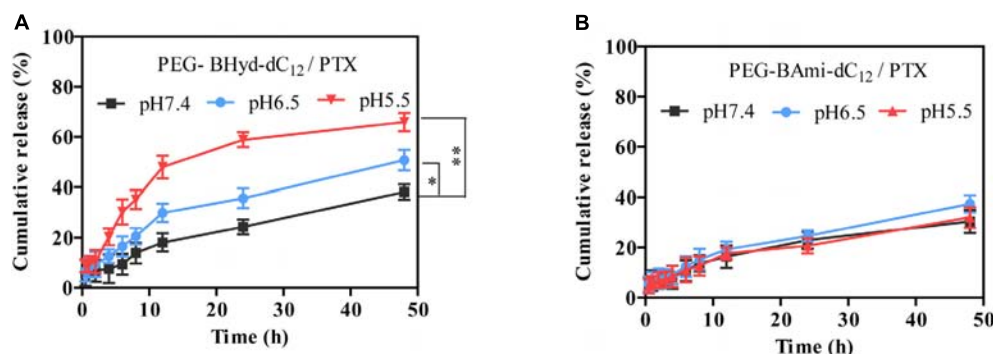 A
Cumulative release (%)
100
80
60
40
20
0
PEG- BHyd-dC12 / PTX
pH7.4 pH6.5 pH5.5
**
*
0 10 20 30 40 50
Time (h)
B
Cumulative release (%)
100
80
60
40
20
0
PEG-BAmi-dC12 / PTX
pH7.4 pH6.5 pH5.5
0 10 20 30 40 50
Time (h)